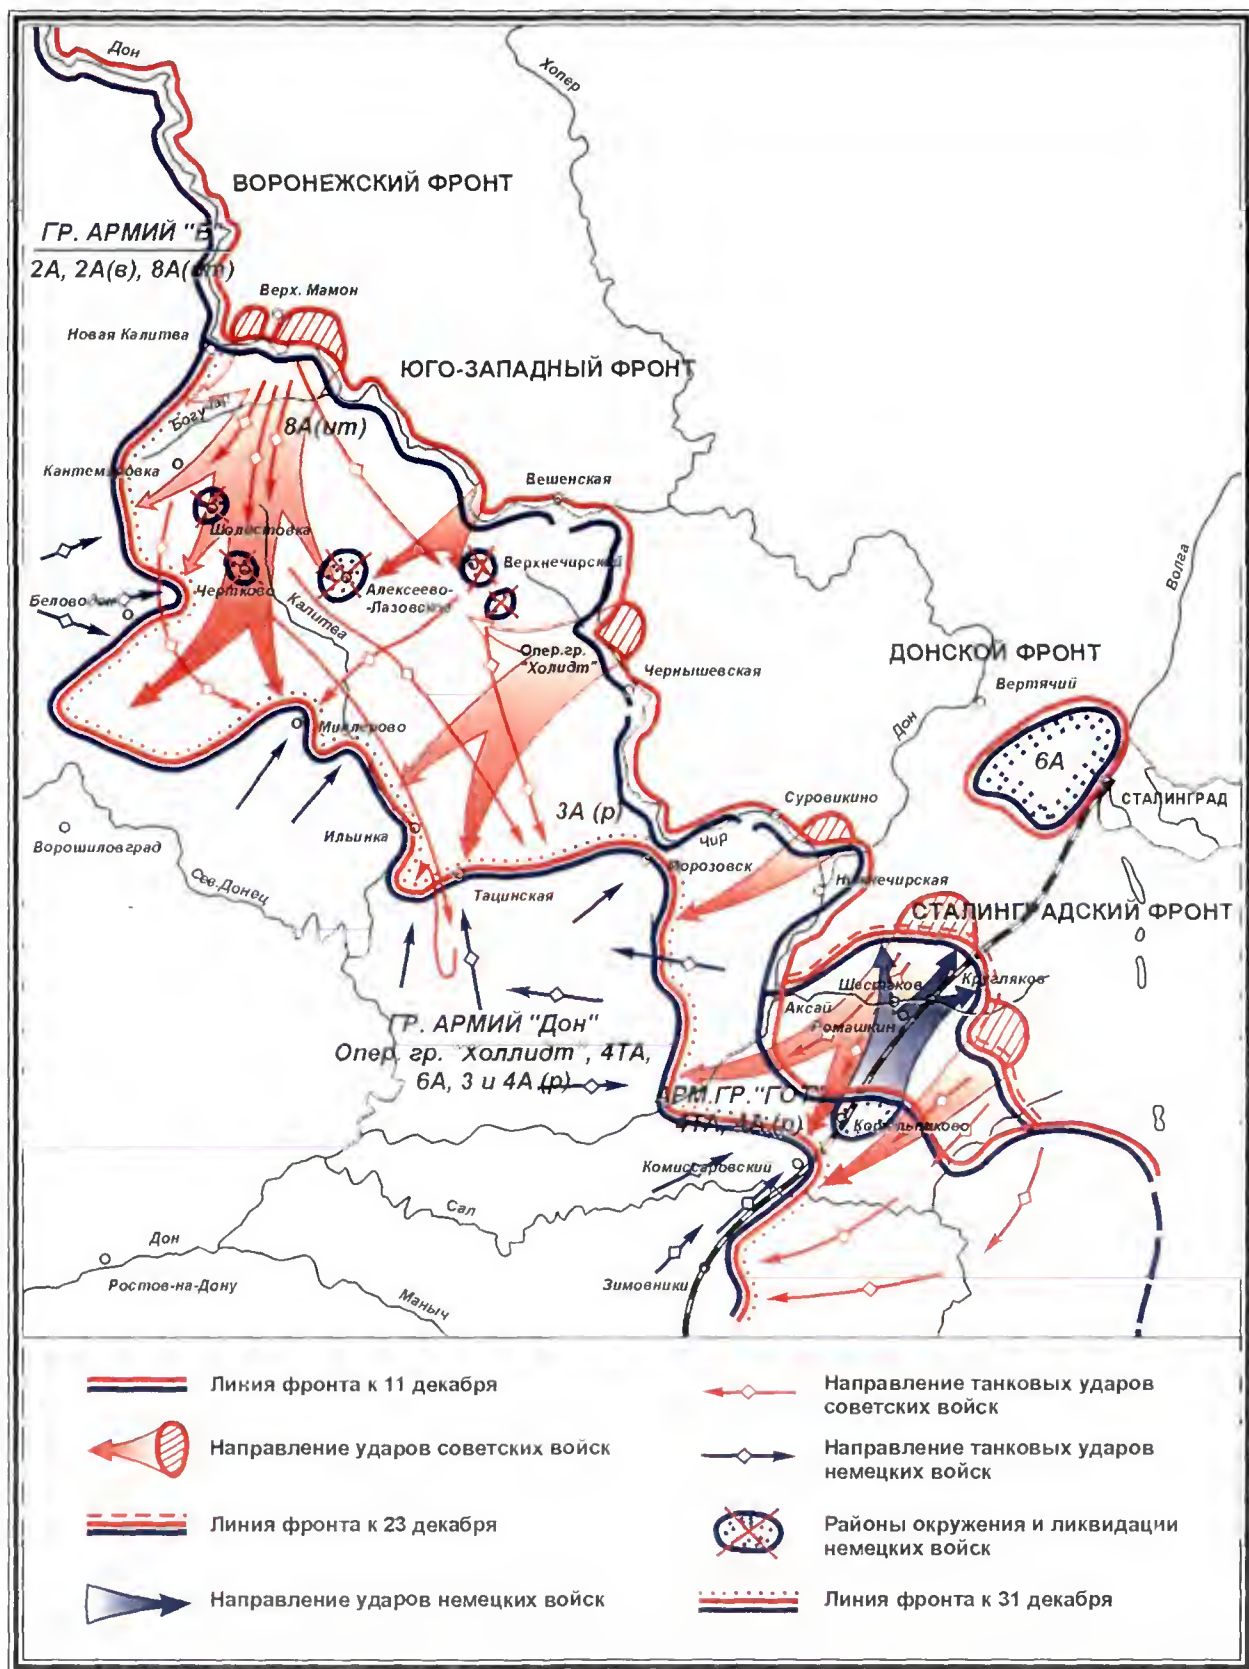 Дон
Хопер
ВОРОНЕЖСКИЙ ФРОНТ
ГР. АРМИЙ "В"
2А, 2А(в), 8А(ит)
Верх. Мамон
Новая Калитва
ЮГО-ЗАПАДНЫЙ ФРОНТ
Богучар
8А(ит)
Кантемировка
Вешенская
Шолестовка
Верхнечирский
Волга
Чертково
Алексеево-
-Лазовское
Беловодск
Калитва
Опер.гр.
"Холидт"
Чернышевская
ДОНСКОЙ ФРОНТ
Вертячий
Дон
Миллерово
6А
СТАЛИНГРАД
3А (р)
Суровикино
Чир
Ильинка
Ворошиловград
Сев.Донец
Морозовск
Тацинская
Нижнечирская
СТАЛИНГРАДСКИЙ ФРОНТ
Шестаков
Кругляков
Аксай
Ромашкин
ГР. АРМИЙ "Дон"
Опер. гр. "Холлидт", 4ТА,
6А, 3 и 4А (р)
АРМ.ГР."ГОТ"
4ТА, 4А(р)
Котельниково
Комиссаровский
Сал
Дон
Ростов-на-Дону
Маныч
Зимовники
Линия фронта к 11 декабря
Направление ударов советских войск
Линия фронта к 23 декабря
Направление ударов немецких войск
Направление танковых ударов
советских войск
Направление танковых ударов
немецких войск
Районы окружения и ликвидации
немецких войск
Линия фронта к 31 декабря